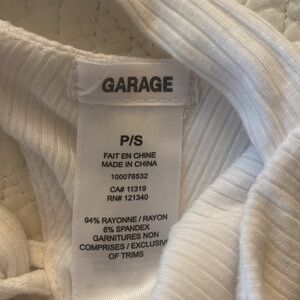 GARAGE
P/S
FAIT EN CHINE
MADE IN CHINA
100076532
CA# 11319
RN# 121340
94% RAYONNE / RAYON
6% SPANDEX
GARNITURES NON
COMPRISES / EXCLUSIV
OF TRIMS